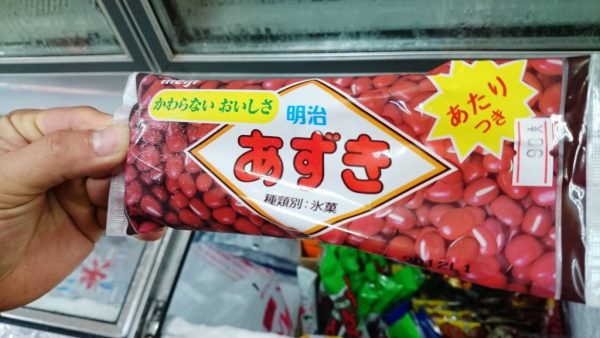 meiji
かわらない おいしさ
明治
あずき
種類別：氷菓
あたり
つき